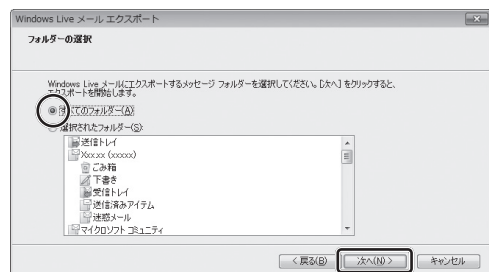 Windows Live メール エクスポート
フォルダーの選択
Windows Live メールにエクスポートするメッセージ フォルダーを選択してください。[次へ] をクリックすると、
エクスポートを開始します。
すべてのフォルダー(A)
選択されたフォルダー(S):
送信トレイ
Xxx.xx (xxxxx)
ごみ箱
下書き
受信トレイ
送信済みアイテム
迷惑メール
マイクロソフト コミュニティ
< 戻る(B)
次へ(N) >
キャンセル